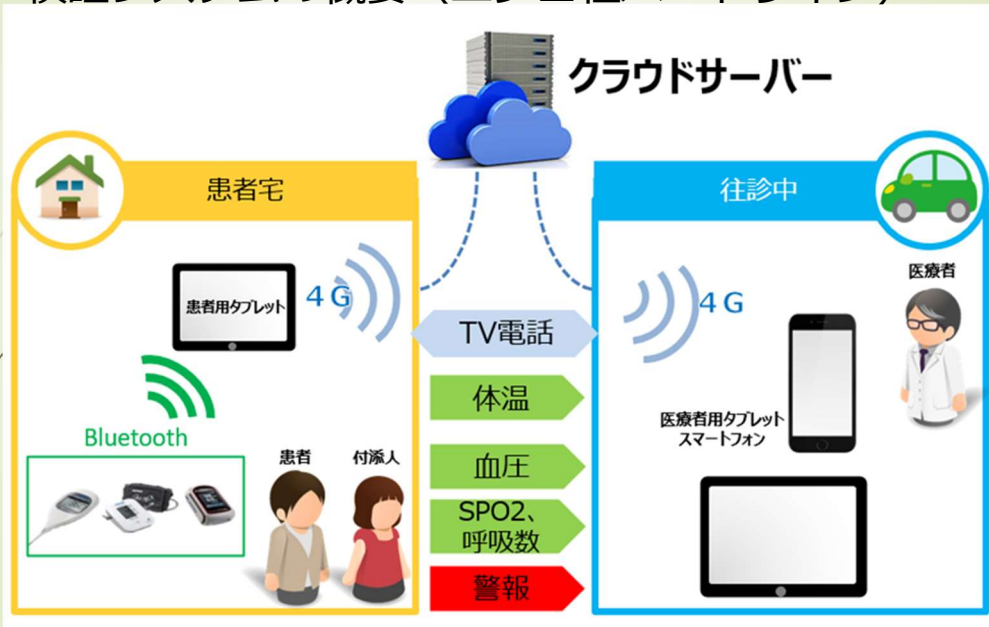 クラウドサーバー
患者宅
往診中
患者用タブレット
4G
4G
医療者
TV電話
体温
医療者用タブレット
スマートフォン
Bluetooth
患者
付添人
血圧
SPO2、
呼吸数
警報